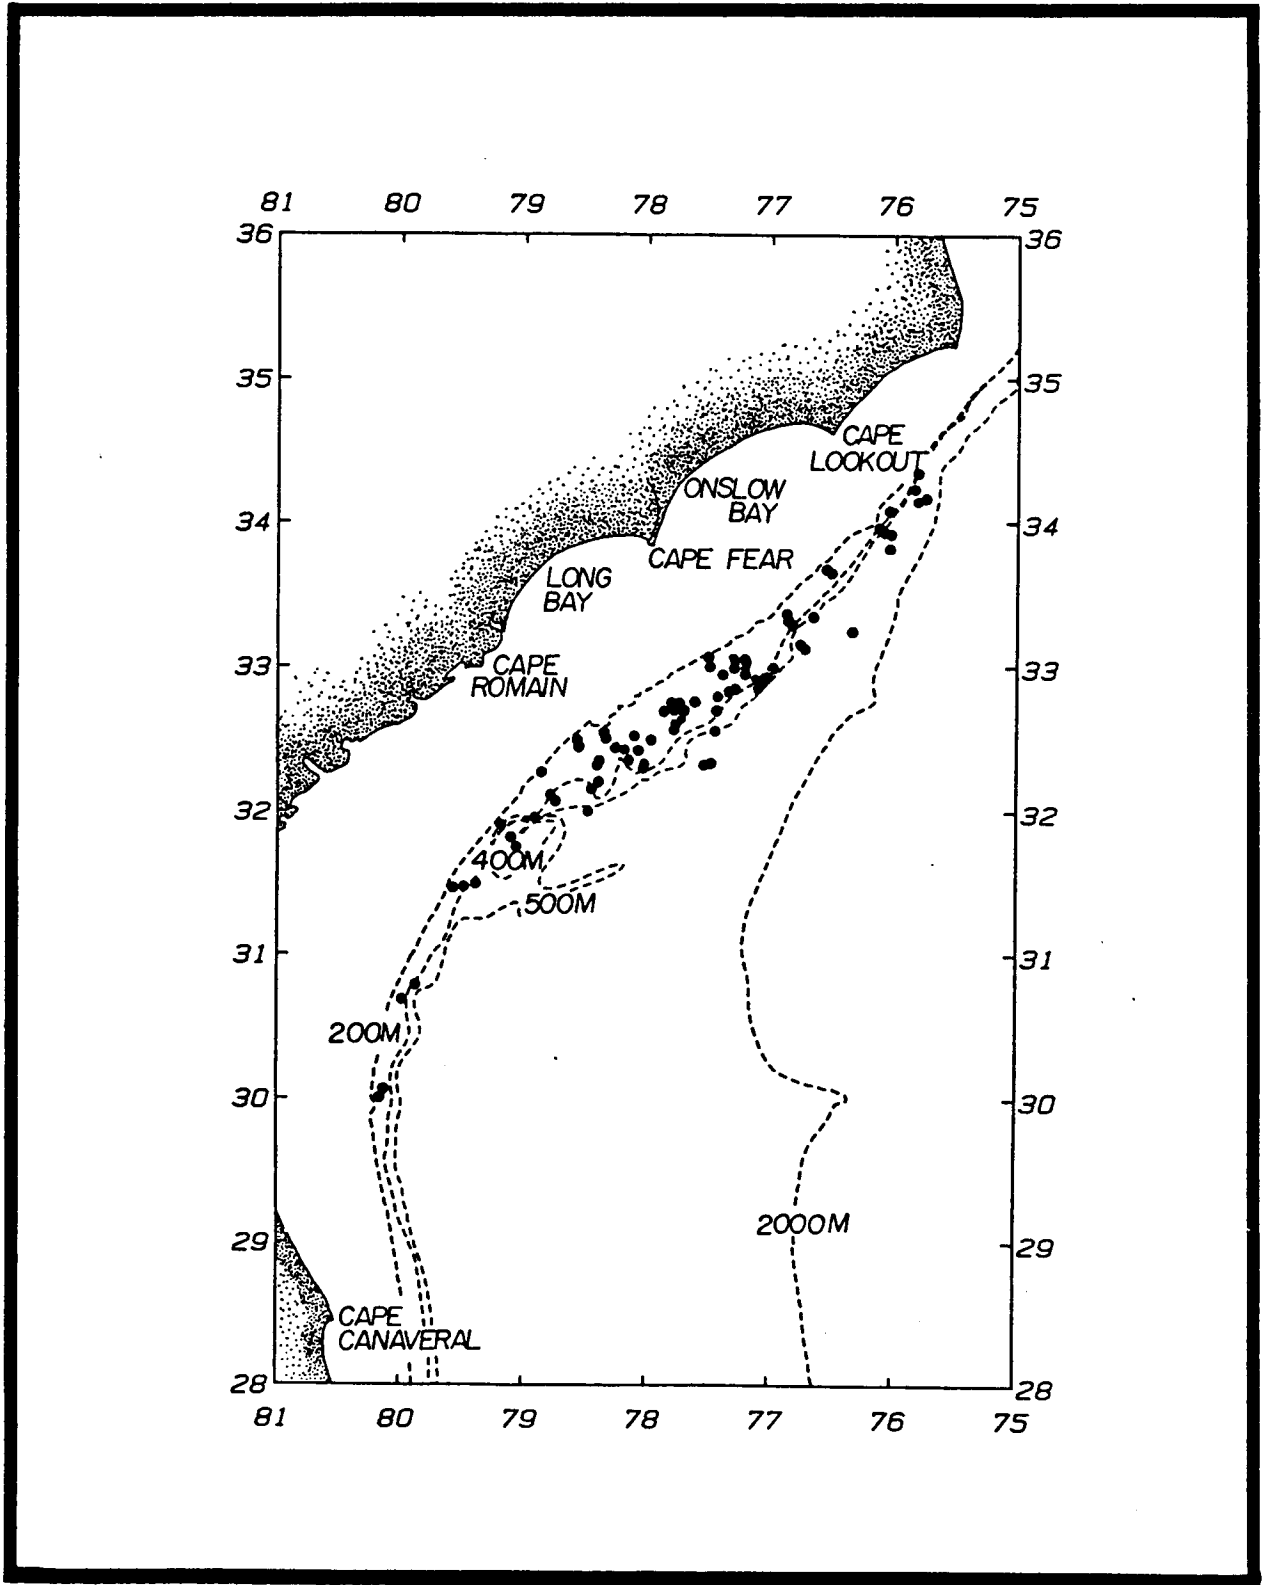 81 80 79 78 77 76 75
36 36
35 35
CAPE
LOOKOUT
ONSLOW
BAY
34 34
CAPE FEAR
LONG
BAY
33 33
CAPE
ROMAIN
32 32
400M
500M
31 31
200M
30 30
2000M
29 29
CAPE
CANAVERAL
28 28
81 80 79 78 77 76 75